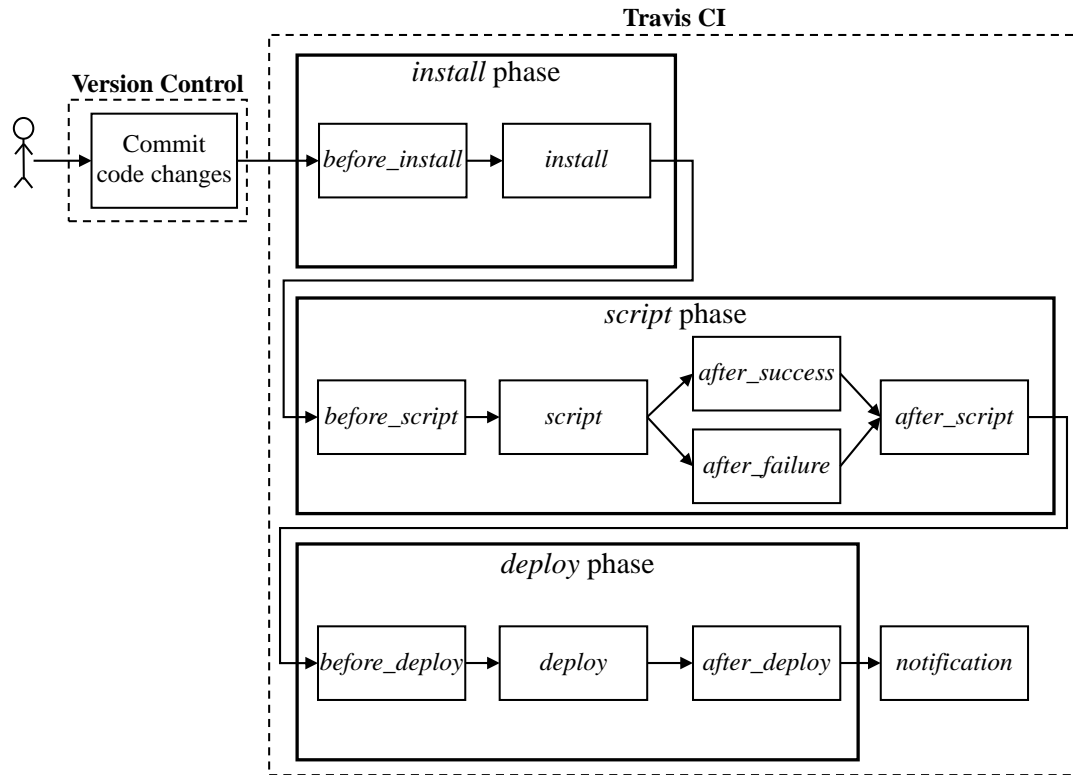 Travis CI
Version Control
install phase
Commit
code changes
before_install
install
script phase
before_script
script
after_success
after_failure
after_script
deploy phase
before_deploy
deploy
after_deploy
notification